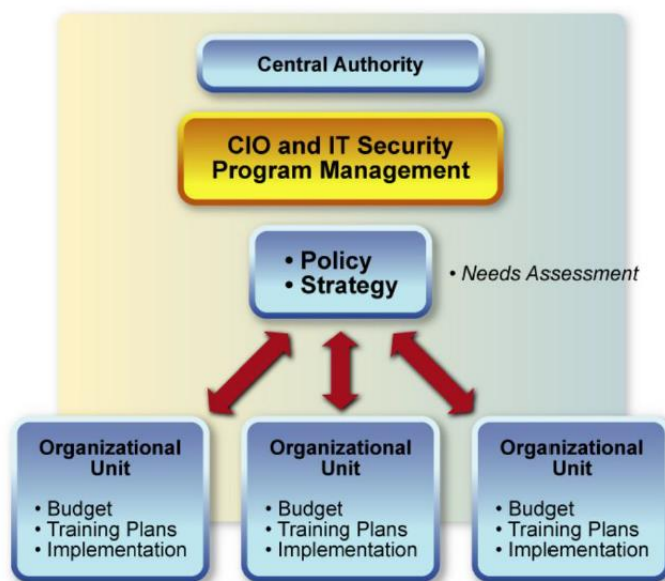 Central Authority
CIO and IT Security
Program Management
• Policy
• Strategy
• Needs Assessment
Organizational
Unit
• Budget
• Training Plans
• Implementation
Organizational
Unit
• Budget
• Training Plans
• Implementation
Organizational
Unit
• Budget
• Training Plans
• Implementation